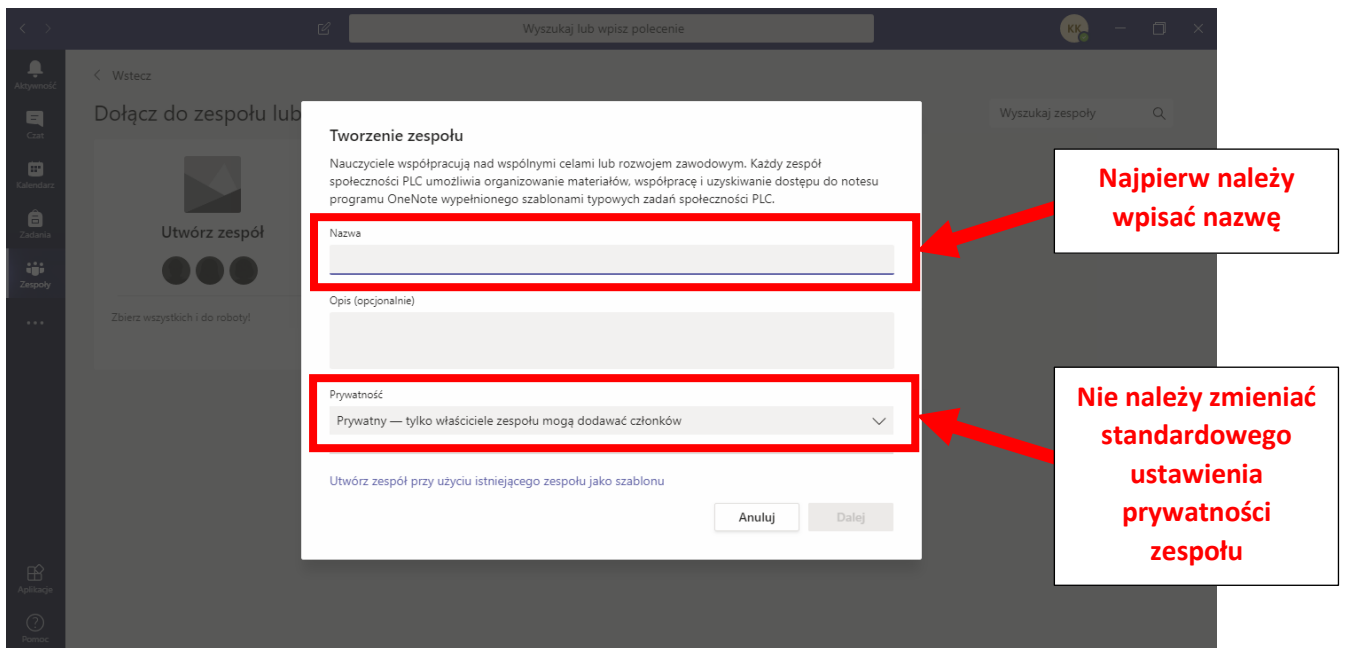 Wyszukaj lub wpisz polecenie
KK
Aktywność
Czat
Kalendarz
Zadania
Zespoły
Aplikacje
Pomoc
Wstecz
Dołącz do zespołu lub
Wyszukaj zespoły
Utwórz zespół
Zbierz wszystkich i do roboty!
Tworzenie zespołu
Nauczyciele współpracują nad wspólnymi celami lub rozwojem zawodowym. Każdy zespół
społeczności PLC umożliwia organizowanie materiałów, współpracę i uzyskiwanie dostępu do notesu
programu OneNote wypełnionego szablonami typowych zadań społeczności PLC.
Nazwa
Opis (opcjonalnie)
Prywatność
Prywatny — tylko właściciele zespołu mogą dodawać członków
Utwórz zespół przy użyciu istniejącego zespołu jako szablonu
Anuluj
Dalej
Najpierw należy
wpisać nazwę
Nie należy zmieniać
standardowego
ustawienia
prywatności
zespołu